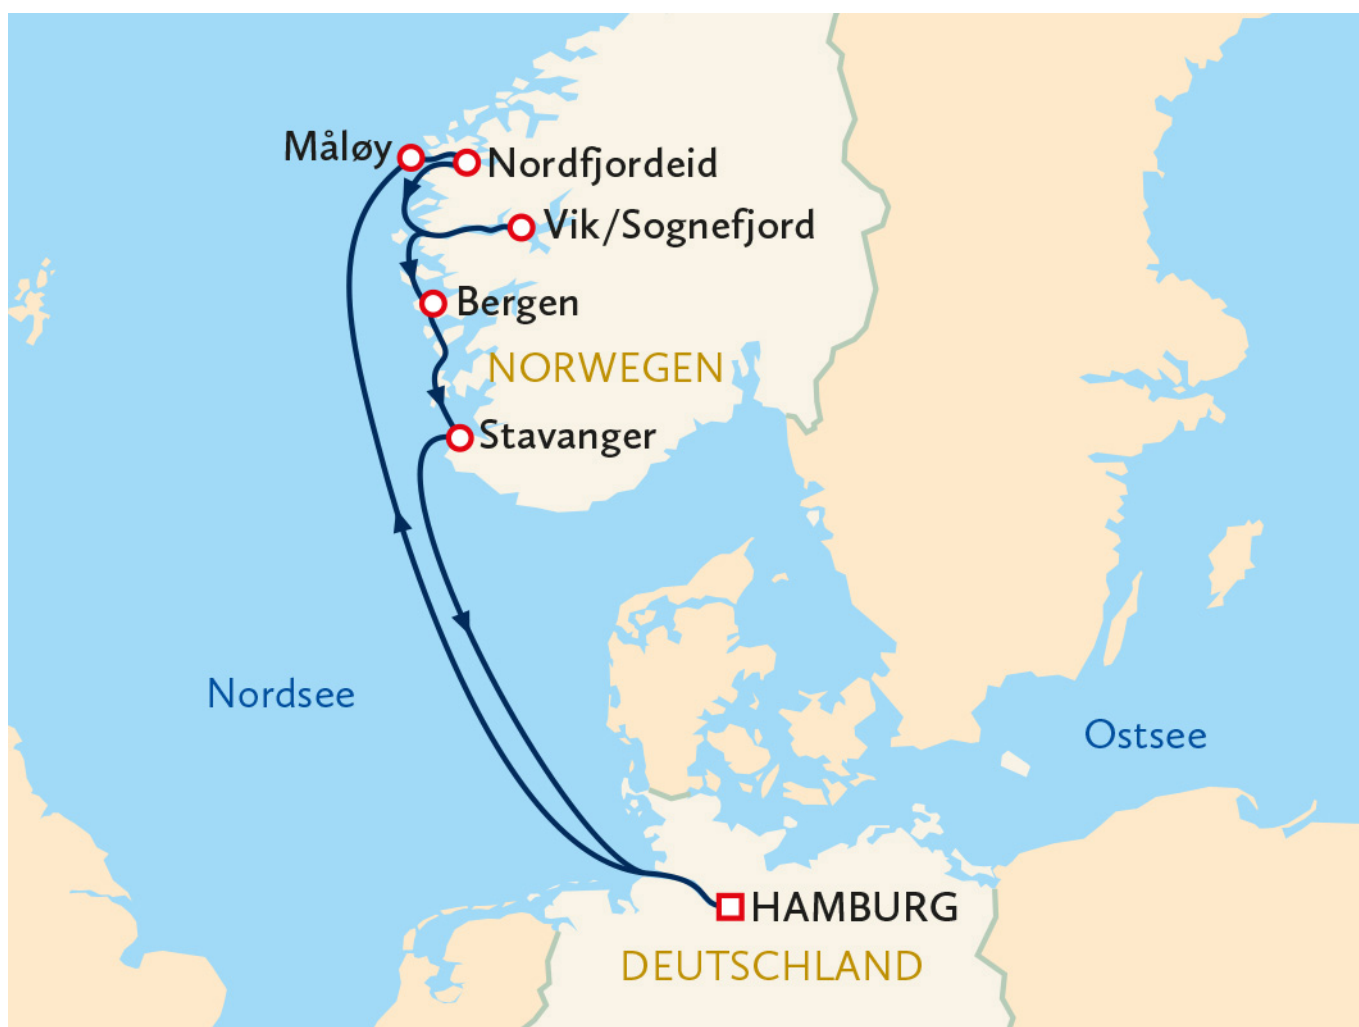 Måløy
Nordfjordeid
Vik/Sognefjord
Bergen
NORWEGEN
Stavanger
Nordsee
Ostsee
HAMBURG
DEUTSCHLAND